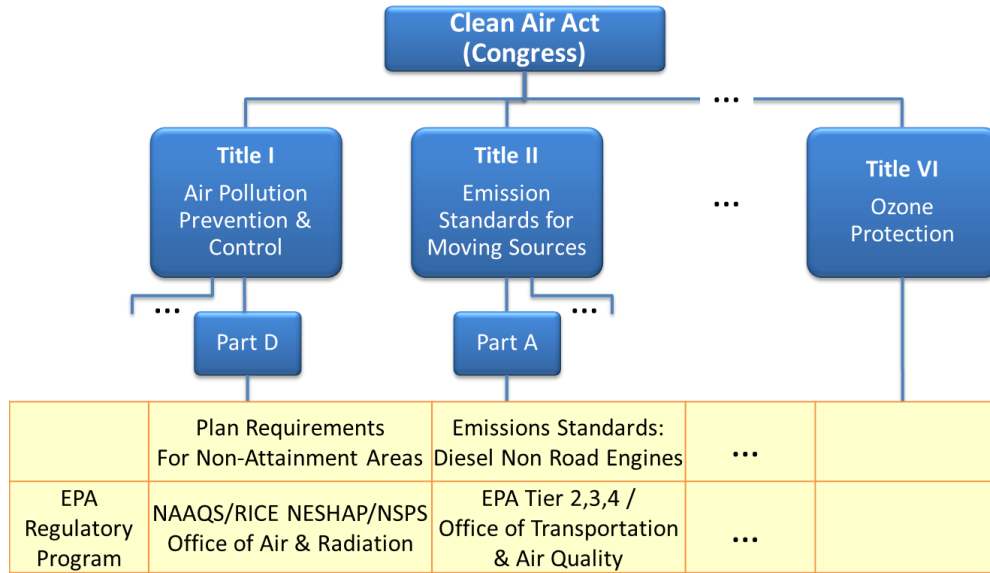 Clean Air Act
(Congress)
...
Title I
Air Pollution
Prevention &
Control
Title II
Emission
Standards for
Moving Sources
...
Title VI
Ozone
Protection
...
Part D
Part A
...
Plan Requirements
For Non-Attainment Areas
Emissions Standards:
Diesel Non Road Engines
...
EPA
Regulatory
Program
NAAQS/RICE NESHAP/NSPS
Office of Air & Radiation
EPA Tier 2,3,4 /
Office of Transportation
& Air Quality
...